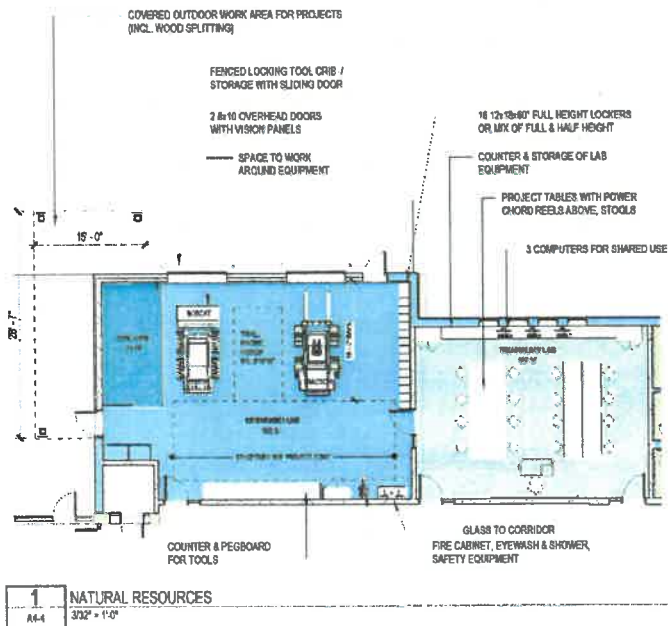 COVERED OUTDOOR WORK AREA FOR PROJECTS
(INCL. WOOD SPLITTING)
FENCED LOCKING TOOL CRIB /
STORAGE WITH SLIDING DOOR
2 8x10 OVERHEAD DOORS
WITH VISION PANELS
SPACE TO WORK
AROUND EQUIPMENT
16 12x18x60" FULL HEIGHT LOCKERS
OR MIX OF FULL & HALF HEIGHT
COUNTER & STORAGE OF LAB
EQUIPMENT
PROJECT TABLES WITH POWER
CHORD REELS ABOVE, STOOLS
3 COMPUTERS FOR SHARED USE
15'-0"
28'-7"
BOBCAT
COUNTER & PEGBOARD
FOR TOOLS
GLASS TO CORRIDOR
FIRE CABINET, EYEWASH & SHOWER,
SAFETY EQUIPMENT
1 NATURAL RESOURCES
A4-4 3/32" = 1'-0"